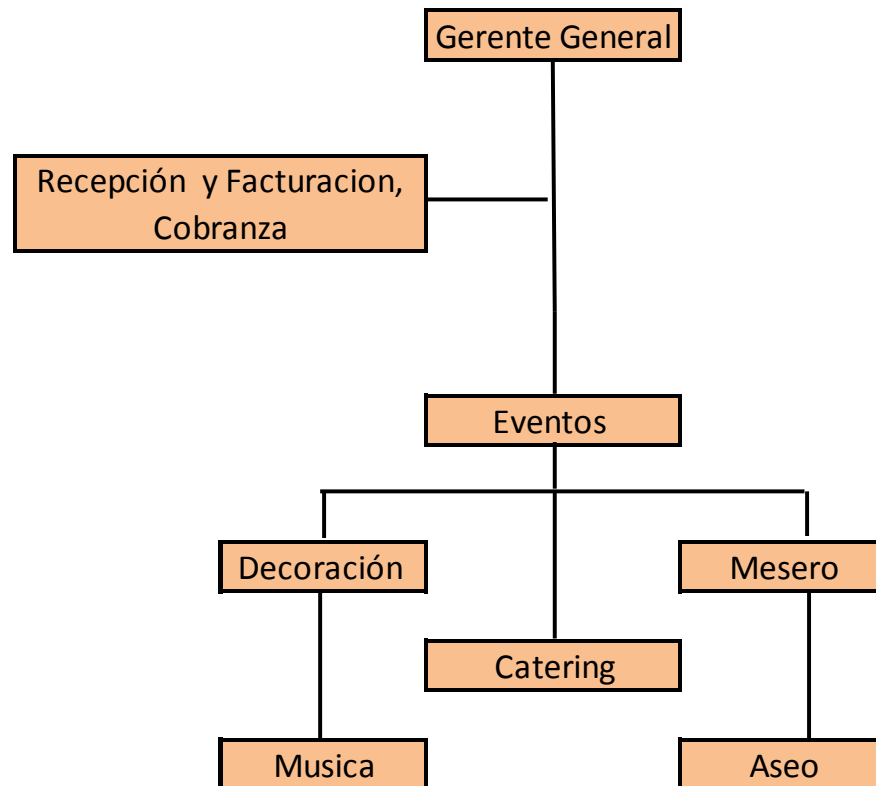 Gerente General
Recepción y Facturacion,
Cobranza
Eventos
Decoración
Mesero
Catering
Musica
Aseo